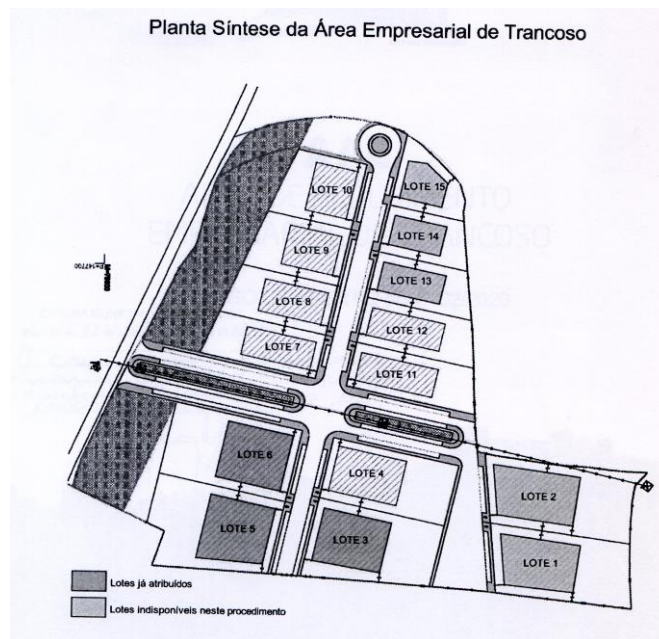 Planta Síntese da Área Empresarial de Trancoso
LOTE 10
LOTE 15
LOTE 9
LOTE 14
LOTE 8
LOTE 13
LOTE 7
LOTE 12
LOTE 11
LOTE 6
LOTE 4
LOTE 2
LOTE 5
LOTE 3
LOTE 1
Lotes já atribuídos
Lotes indisponíveis neste procedimento